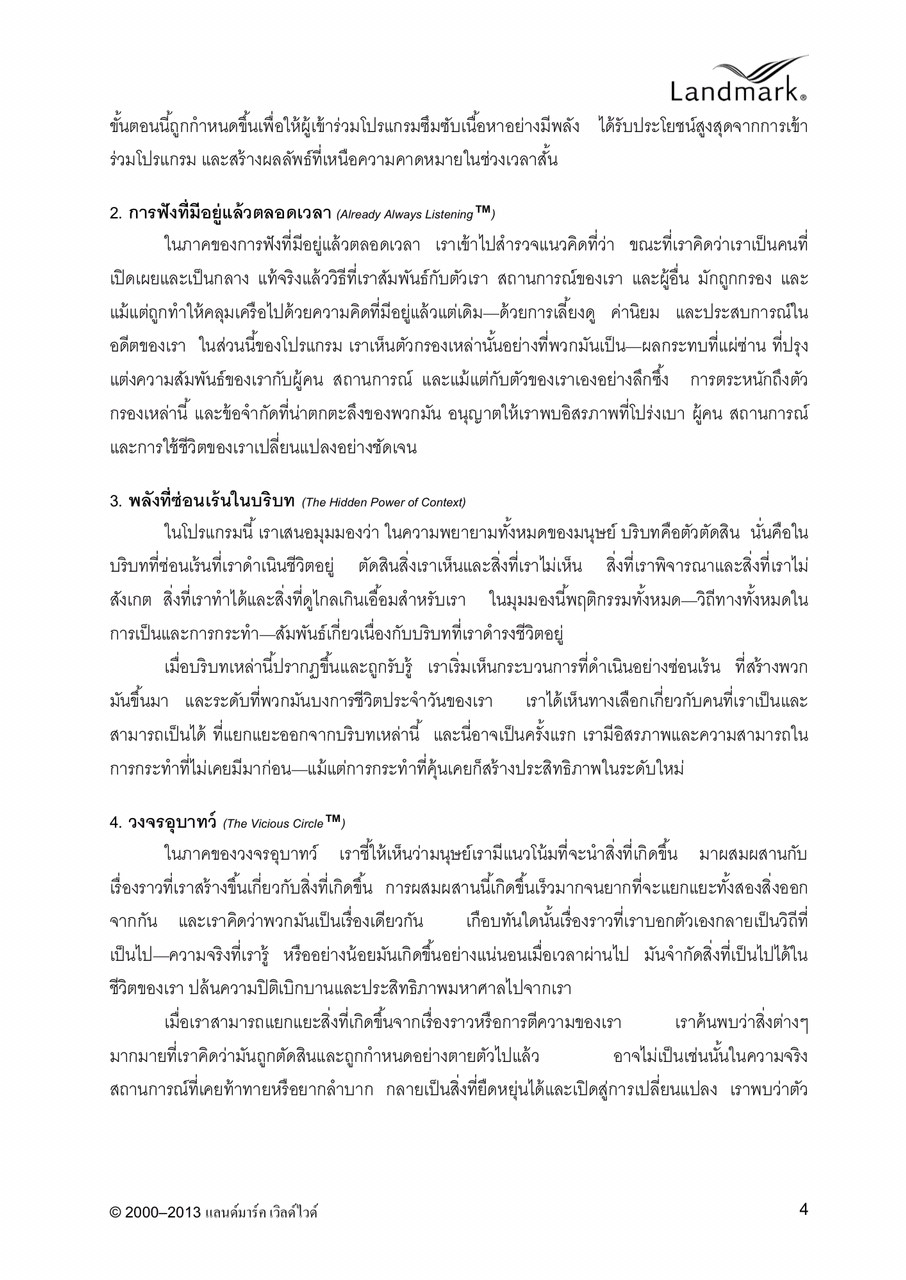 Landmark®
ขั้นตอนนี้ถูกกำหนดขึ้นเพื่อให้ผู้เข้าร่วมโปรแกรมซึมซับเนื้อหาอย่างมีพลัง ได้รับประโยชน์สูงสุดจากการเข้า
ร่วมโปรแกรม และสร้างผลลัพธ์ที่เหนือความคาดหมายในช่วงเวลาสั้น
2. การฟังที่มีอยู่แล้วตลอดเวลา (Already Always Listening™)
ในภาคของการฟังที่มีอยู่แล้วตลอดเวลา เราเข้าไปสำรวจแนวคิดที่ว่า ขณะที่เราคิดว่าเราเป็นคนที่
เปิดเผยและเป็นกลาง แท้จริงแล้ววิธีที่เราสัมพันธ์กับตัวเรา สถานการณ์ของเรา และผู้อื่น มักถูกกรอง และ
แม้แต่ถูกทำให้คลุมเครือไปด้วยความคิดที่มีอยู่แล้วแต่เดิม—ด้วยการเลี้ยงดู ค่านิยม และประสบการณ์ใน
อดีตของเรา ในส่วนนี้ของโปรแกรม เราเห็นตัวกรองเหล่านั้นอย่างที่พวกมันเป็น—ผลกระทบที่แผ่ซ่าน ที่ปรุง
แต่งความสัมพันธ์ของเรากับผู้คน สถานการณ์ และแม้แต่กับตัวของเราเองอย่างลึกซึ้ง การตระหนักถึงตัว
กรองเหล่านี้ และข้อจำกัดที่น่าตกตะลึงของพวกมัน อนุญาตให้เราพบอิสรภาพที่โปร่งเบา ผู้คน สถานการณ์
และการใช้ชีวิตของเราเปลี่ยนแปลงอย่างชัดเจน
3. พลังที่ซ่อนเร้นในบริบท (The Hidden Power of Context)
ในโปรแกรมนี้ เราเสนอมุมมองว่า ในความพยายามทั้งหมดของมนุษย์ บริบทคือตัวตัดสิน นั่นคือใน
บริบทที่ซ่อนเร้นที่เราดำเนินชีวิตอยู่ ตัดสินสิ่งเราเห็นและสิ่งที่เราไม่เห็น สิ่งที่เราพิจารณาและสิ่งที่เราไม่
สังเกต สิ่งที่เราทำได้และสิ่งที่ดูไกลเกินเอื้อมสำหรับเรา ในมุมมองนี้พฤติกรรมทั้งหมด—วิถีทางทั้งหมดใน
การเป็นและการกระทำ—สัมพันธ์เกี่ยวเนื่องกับบริบทที่เราดำรงชีวิตอยู่
เมื่อบริบทเหล่านี้ปรากฏขึ้นและถูกรับรู้ เราเริ่มเห็นกระบวนการที่ดำเนินอย่างซ่อนเร้น ที่สร้างพวก
มันขึ้นมา และระดับที่พวกมันบงการชีวิตประจำวันของเรา เราได้เห็นทางเลือกเกี่ยวกับคนที่เราเป็นและ
สามารถเป็นได้ ที่แยกแยะออกจากบริบทเหล่านี้ และนี่อาจเป็นครั้งแรก เรามีอิสรภาพและความสามารถใน
การกระทำที่ไม่เคยมีมาก่อน—แม้แต่การกระทำที่คุ้นเคยก็สร้างประสิทธิภาพในระดับใหม่
4. วงจรอุบาทว์ (The Vicious Circle™)
ในภาคของวงจรอุบาทว์ เราชี้ให้เห็นว่ามนุษย์เรามีแนวโน้มที่จะนำสิ่งที่เกิดขึ้น มาผสมผสานกับ
เรื่องราวที่เราสร้างขึ้นเกี่ยวกับสิ่งที่เกิดขึ้น การผสมผสานนี้เกิดขึ้นเร็วมากจนยากที่จะแยกแยะทั้งสองสิ่งออก
จากกัน และเราคิดว่าพวกมันเป็นเรื่องเดียวกัน เกือบทันใดนั้นเรื่องราวที่เราบอกตัวเองกลายเป็นวิถีที่
เป็นไป—ความจริงที่เรารู้ หรืออย่างน้อยมันเกิดขึ้นอย่างแน่นอนเมื่อเวลาผ่านไป มันจำกัดสิ่งที่เป็นไปได้ใน
ชีวิตของเรา ปล้นความปิติเบิกบานและประสิทธิภาพมหาศาลไปจากเรา
เมื่อเราสามารถแยกแยะสิ่งที่เกิดขึ้นจากเรื่องราวหรือการตีความของเรา เราค้นพบว่าสิ่งต่างๆ
มากมายที่เราคิดว่ามันถูกตัดสินและถูกกำหนดอย่างตายตัวไปแล้ว อาจไม่เป็นเช่นนั้นในความจริง
สถานการณ์ที่เคยท้าทายหรือยากลำบาก กลายเป็นสิ่งที่ยืดหยุ่นได้และเปิดสู่การเปลี่ยนแปลง เราพบว่าตัว
© 2000–2013 แลนด์มาร์ค เวิลด์ไวด์ 4